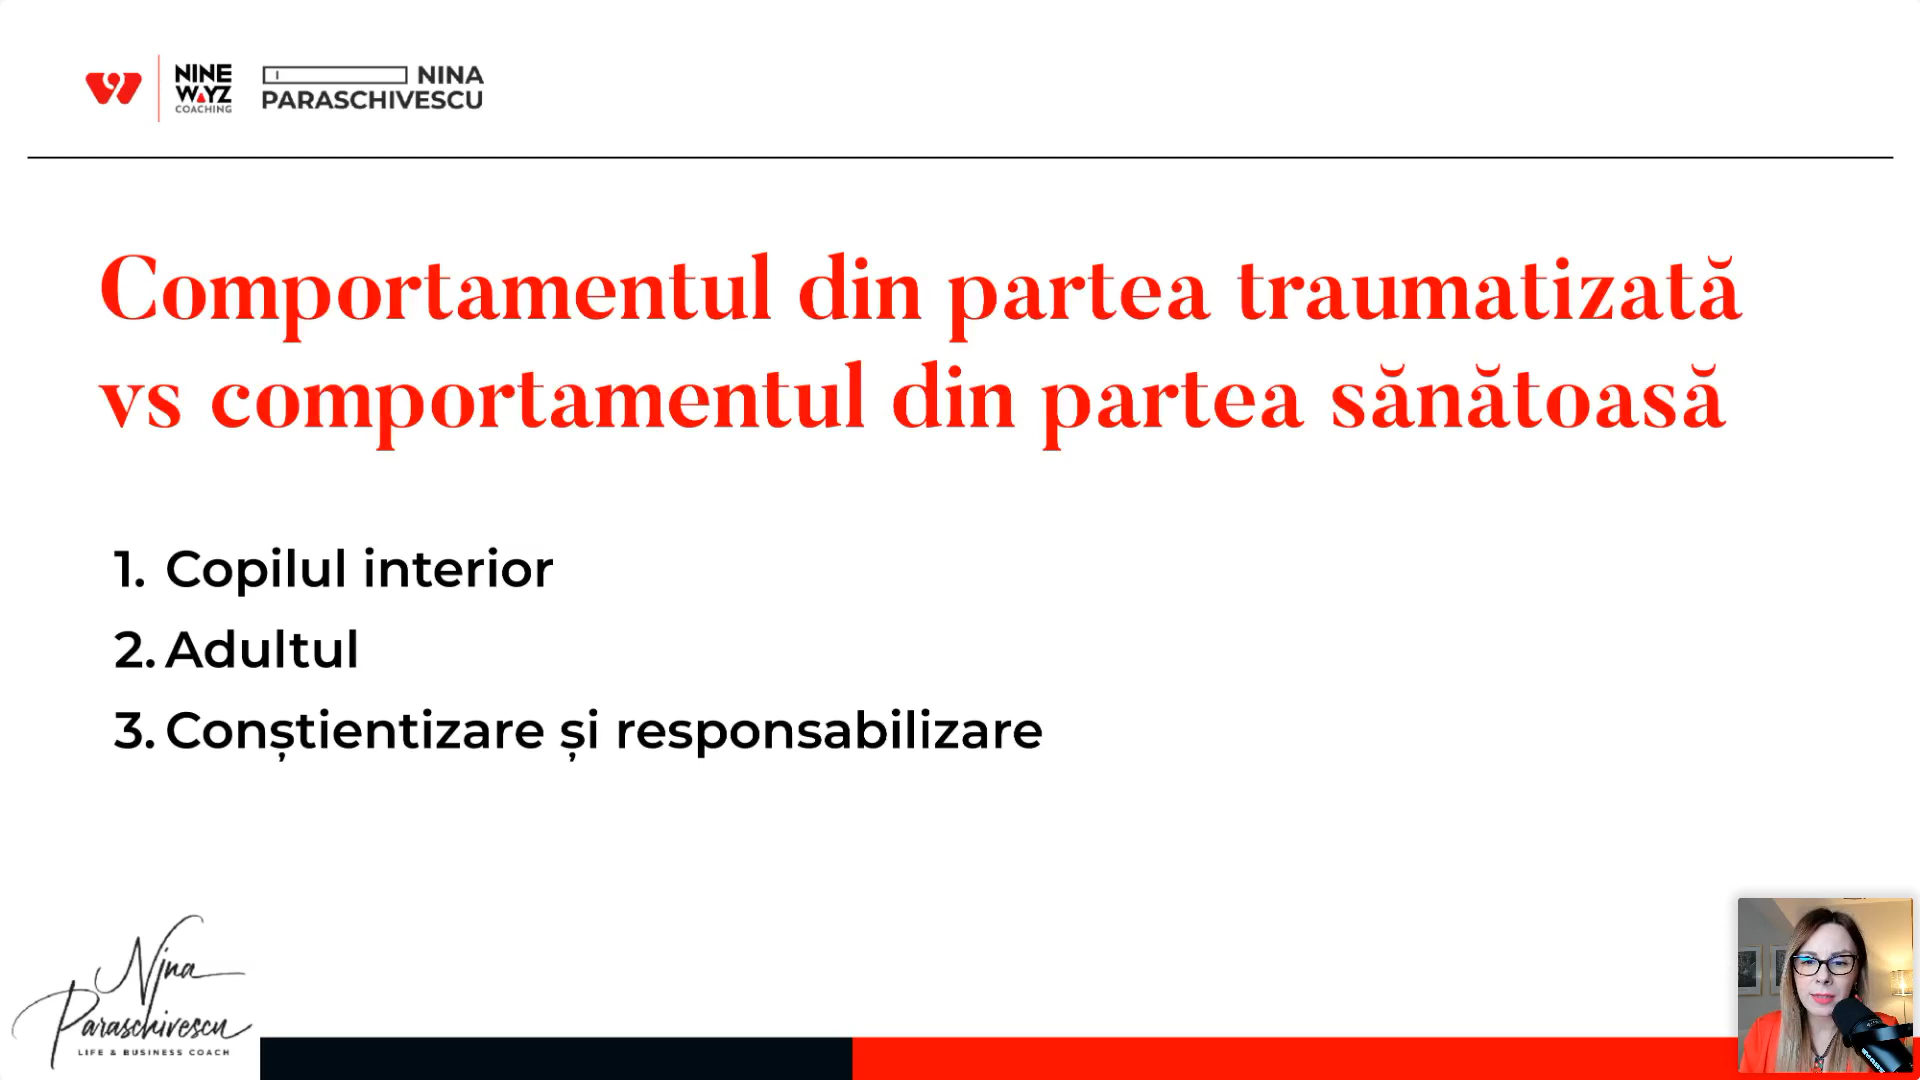 NINE
WAYZ
COACHING
NINA
PARASCHIVESCU
Comportamentul din partea traumatizată
vs comportamentul din partea sănătoasă
1. Copilul interior
2. Adultul
3. Conștientizare și responsabilizare
Nina
Paraschivescu
LIFE & BUSINESS COACH